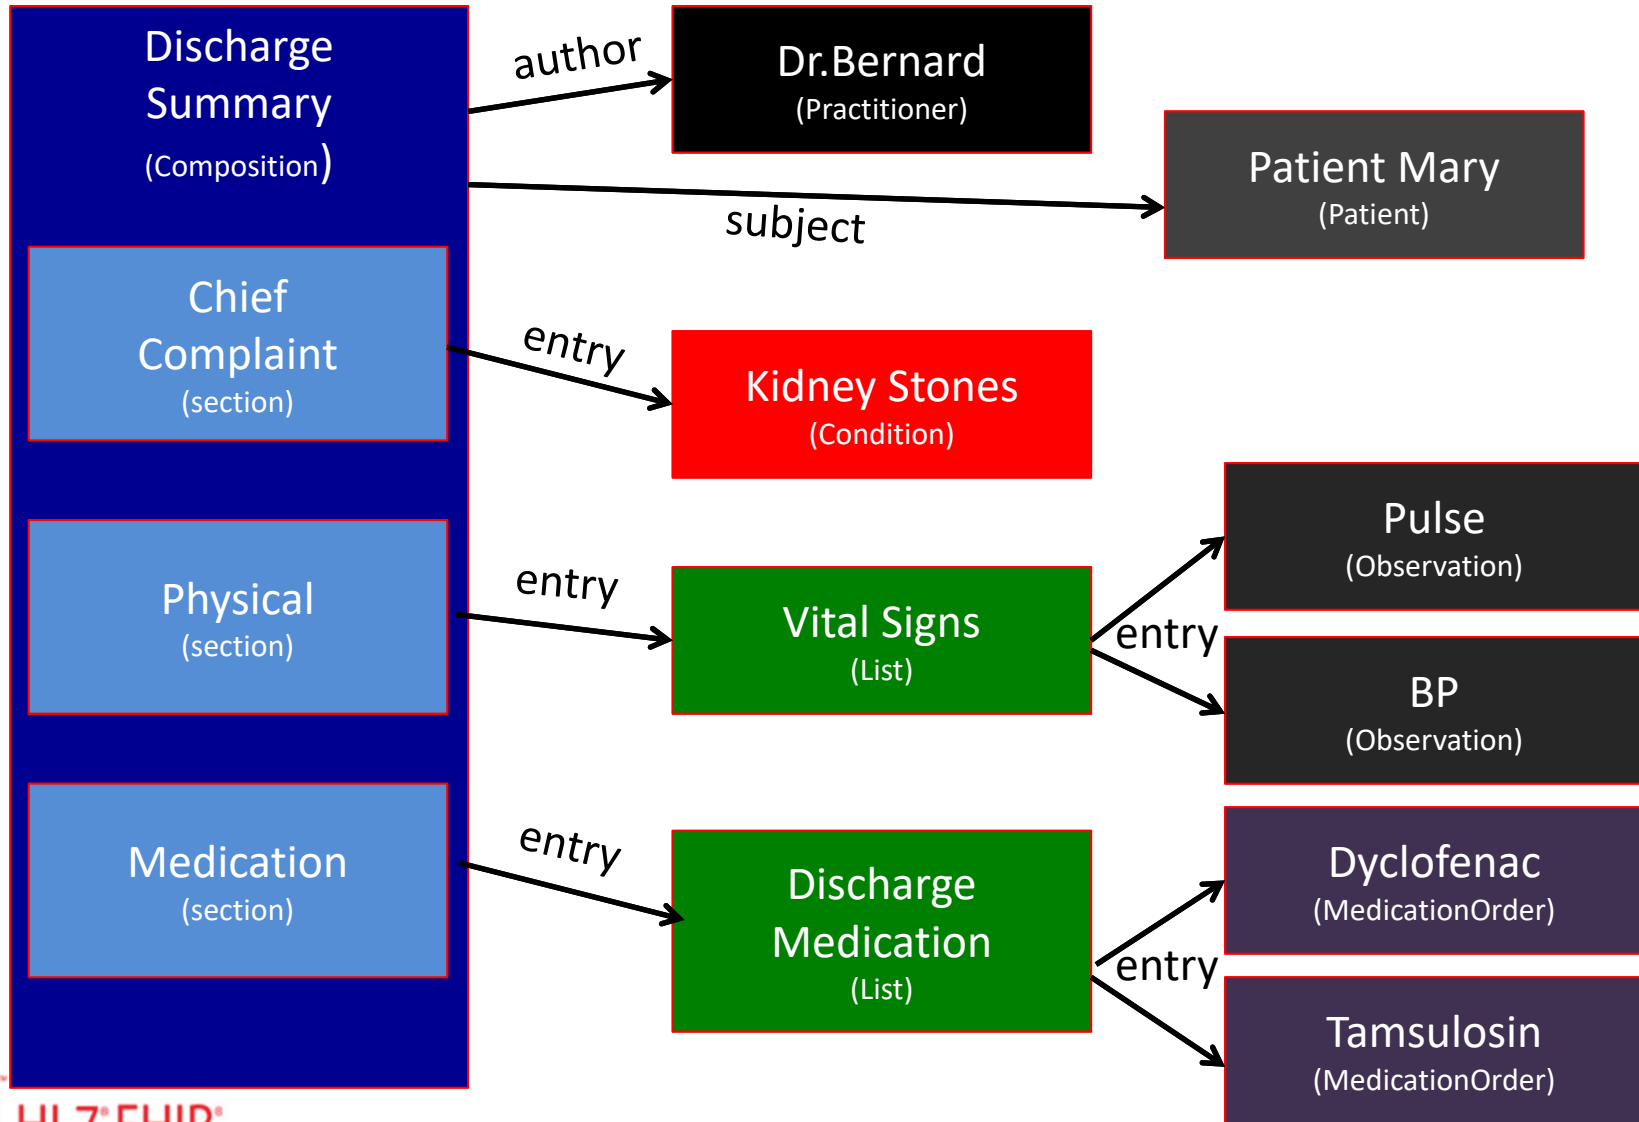 Discharge
Summary
(Composition)
author
Dr.Bernard
(Practitioner)
subject
Patient Mary
(Patient)
Chief
Complaint
(section)
entry
Kidney Stones
(Condition)
Physical
(section)
entry
Vital Signs
(List)
entry
Pulse
(Observation)
BP
(Observation)
Medication
(section)
entry
Discharge
Medication
(List)
entry
Dyclofenac
(MedicationOrder)
Tamsulosin
(MedicationOrder)
HL7® FHIR®